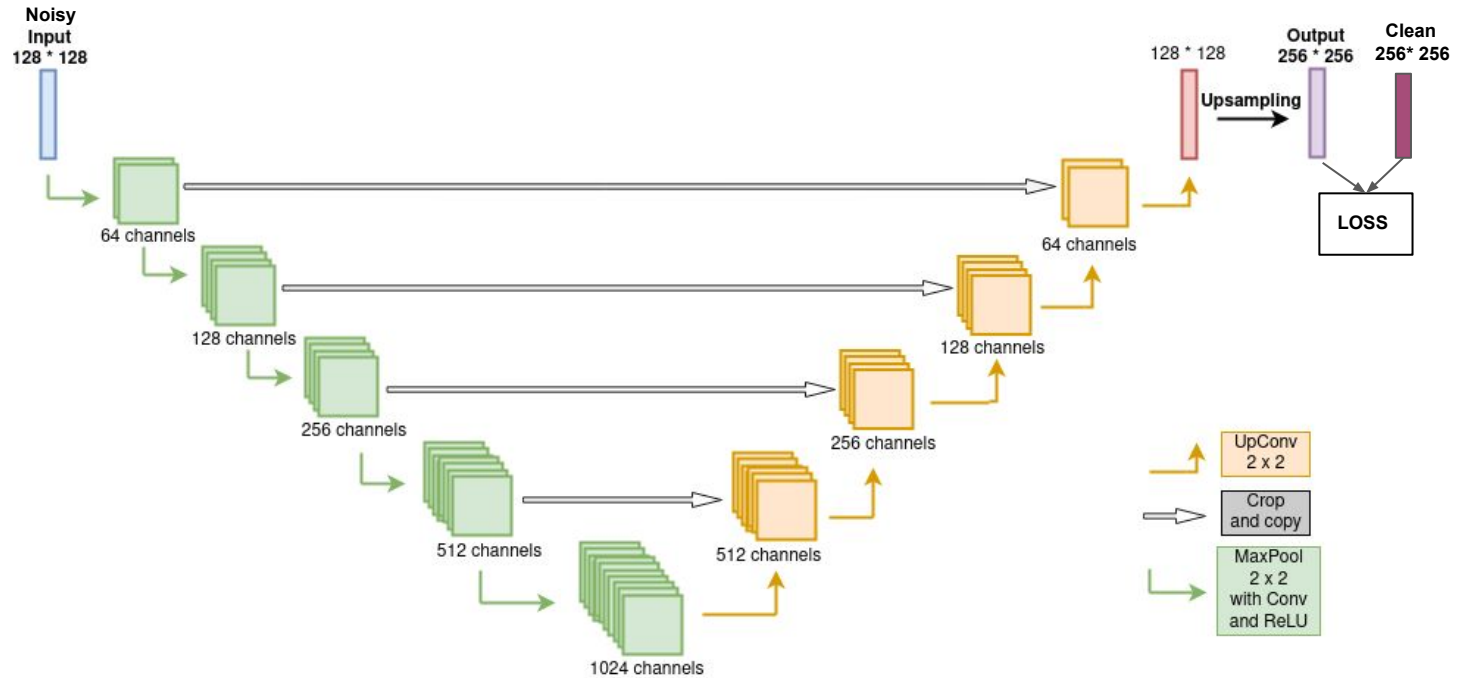 Noisy
Input
128 * 128
64 channels
128 channels
256 channels
512 channels
1024 channels
512 channels
256 channels
128 channels
64 channels
128 * 128
Upsampling
Output
256 * 256
Clean
256* 256
LOSS
UpConv
2 x 2
Crop
and copy
MaxPool
2 x 2
with Conv
and ReLU